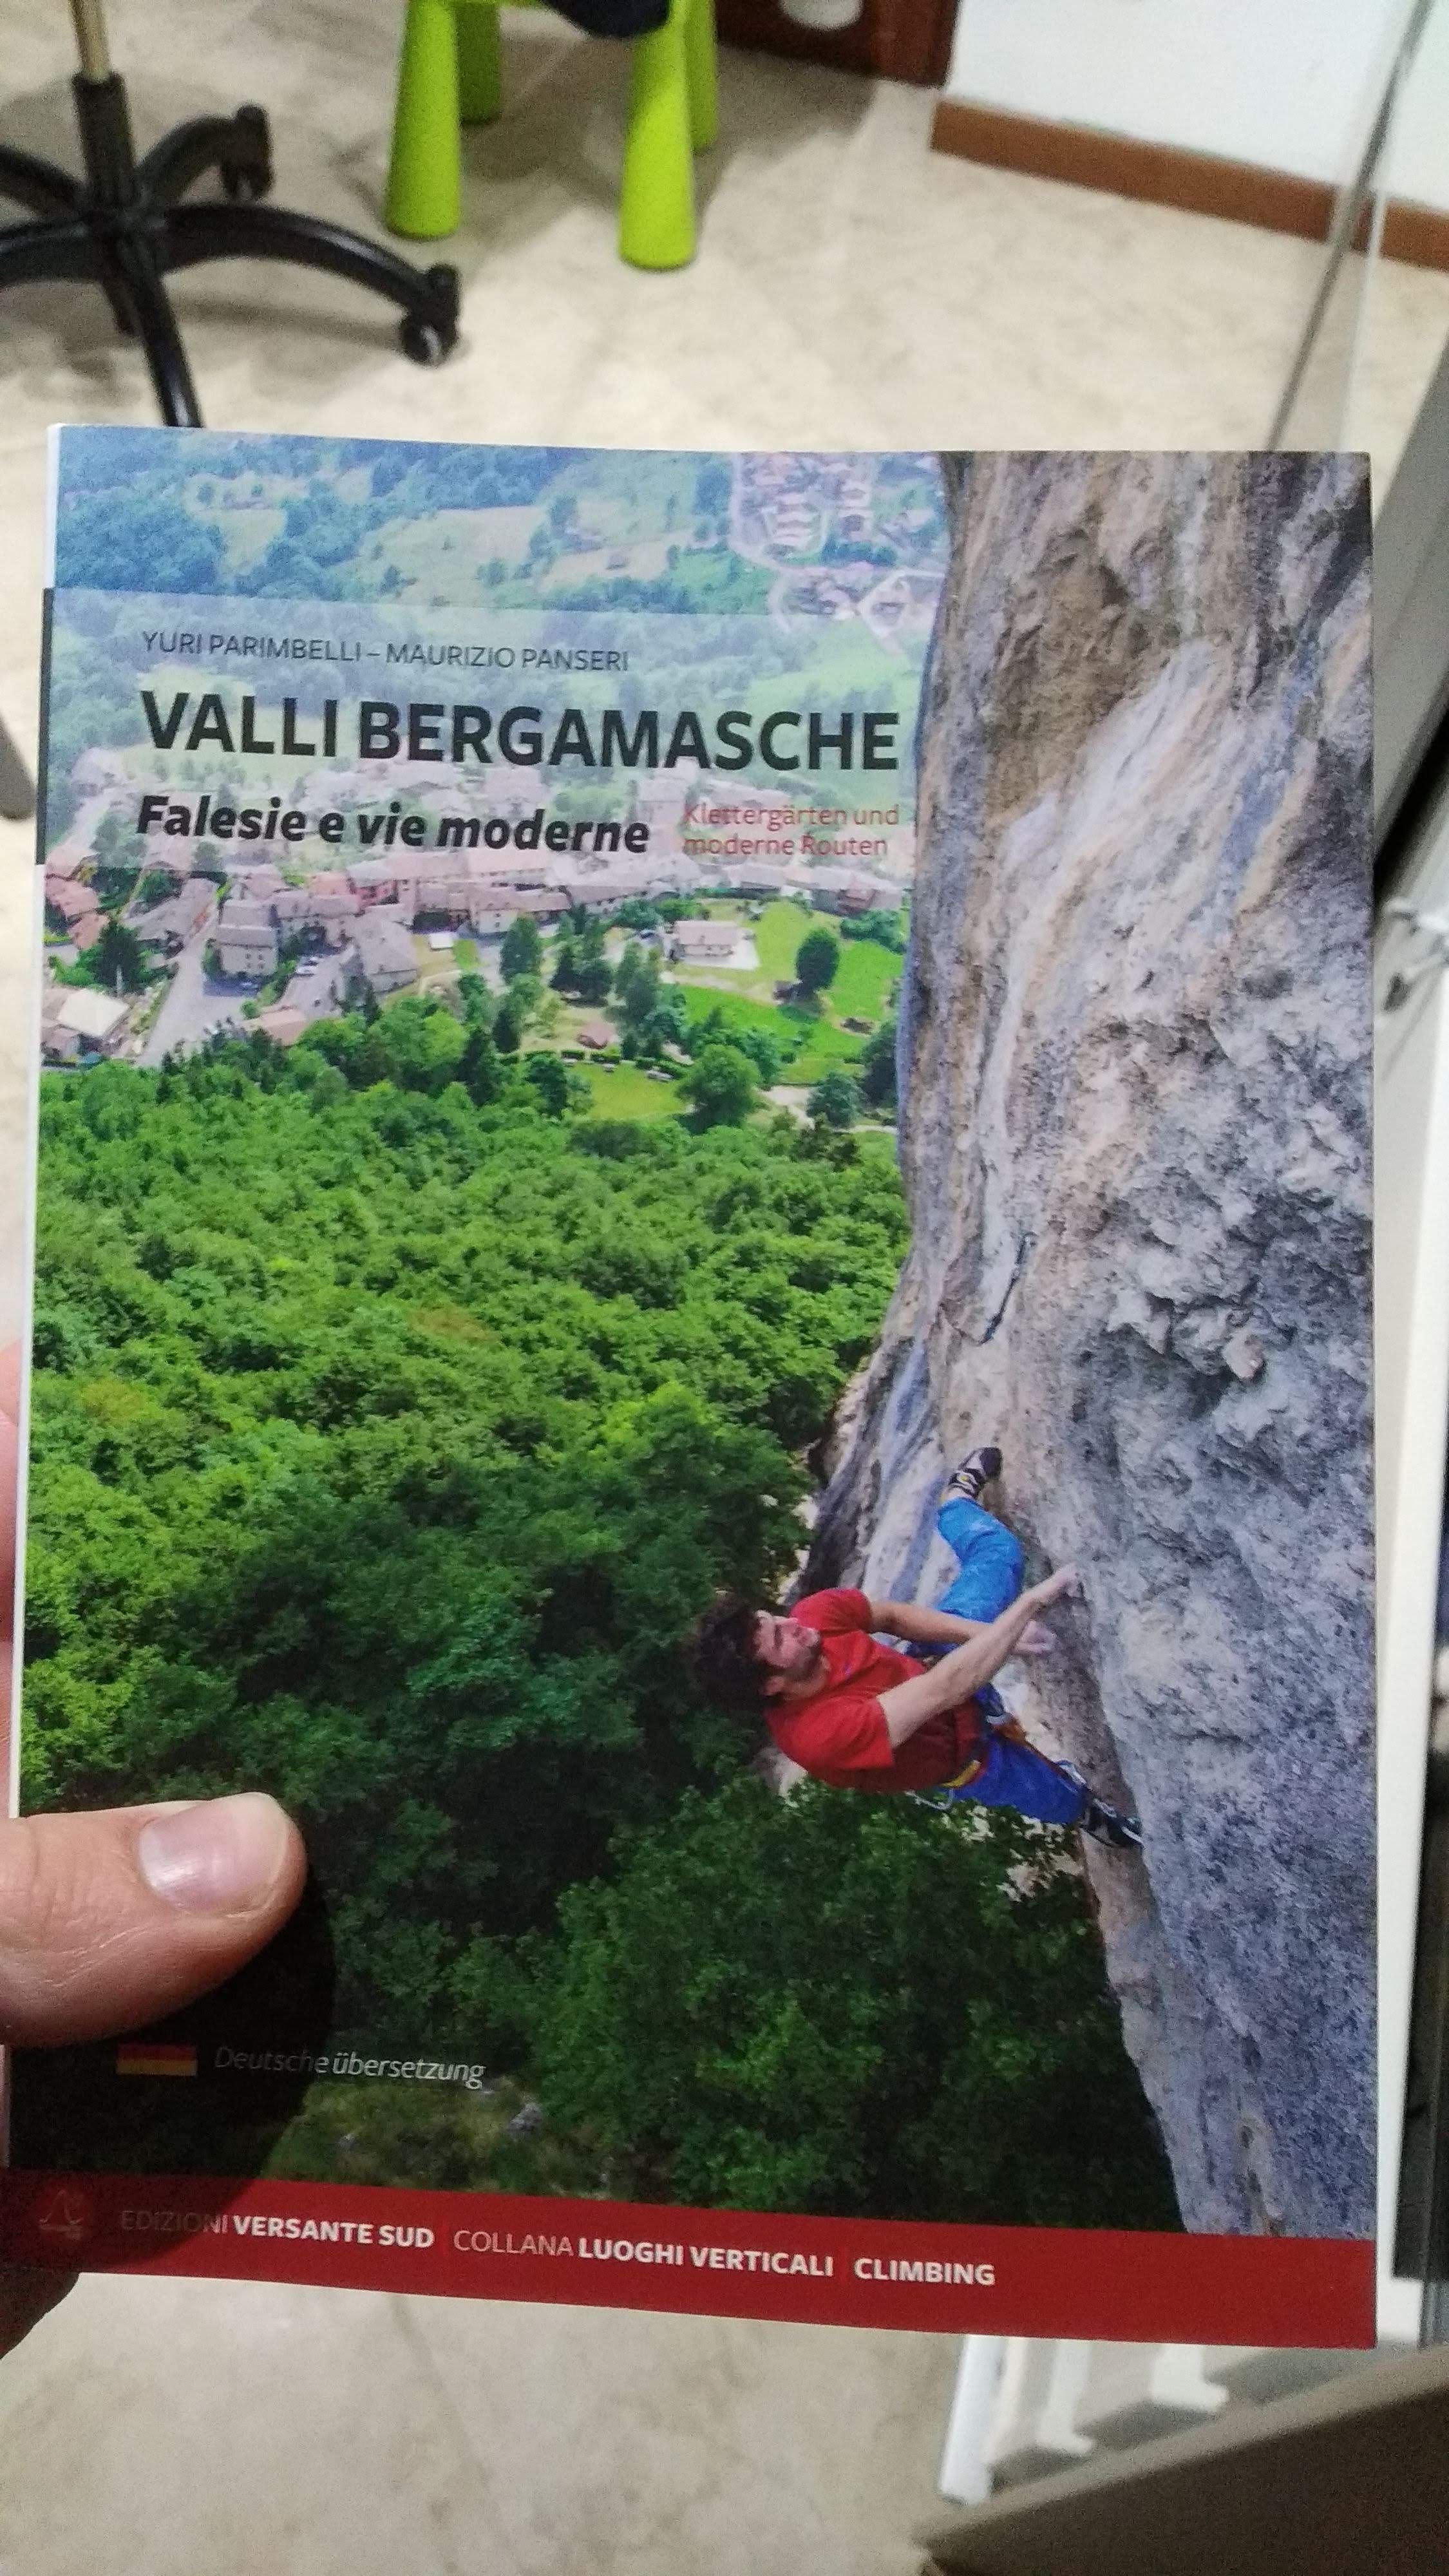 YURI PARIMBELLI – MAURIZIO PANSERI
VALLI BERGAMASCHE
Falesie e vie moderne
Klettergärten und
moderne Routen
Deutsche übersetzung
EDIZIONI VERSANTE SUD COLLANA LUOGHI VERTICALI CLIMBING